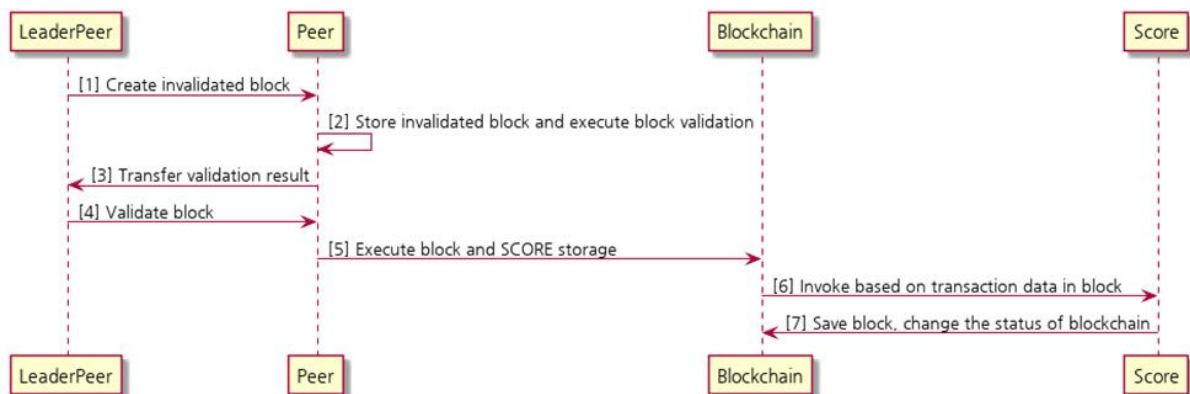 LeaderPeer Peer Blockchain Score
[1] Create invalidated block
[2] Store invalidated block and execute block validation
[3] Transfer validation result
[4] Validate block
[5] Execute block and SCORE storage
[6] Invoke based on transaction data in block
[7] Save block, change the status of blockchain
LeaderPeer Peer Blockchain Score